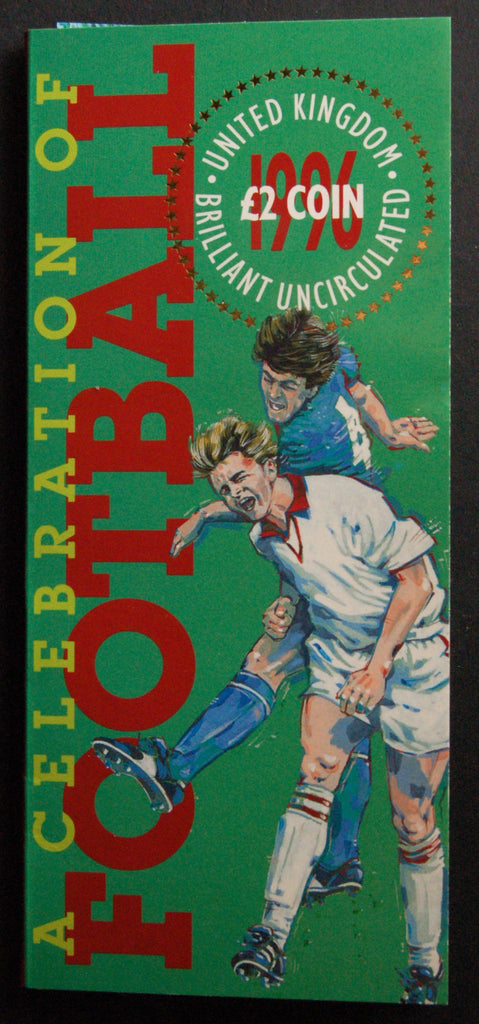 A CELEBRATION OF
FOOTBALL
• UNITED KINGDOM •
1996
£2 COIN
BRILLIANT UNCIRCULATED